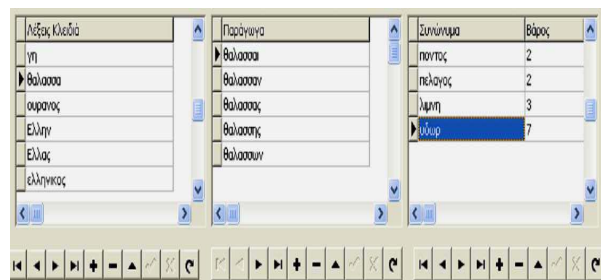 Λέξεις Κλειδιά
γη
θαλασσα
ουρανος
Ελλην
Ελλας
ελληνικος
Παράγωγα
θαλασσαι
θαλασσαν
θαλασσας
θαλασσης
θαλασσων
Συνώνυμα Βάρος
ποντος 2
πελαγος 2
λιμνη 3
ύδωρ 7